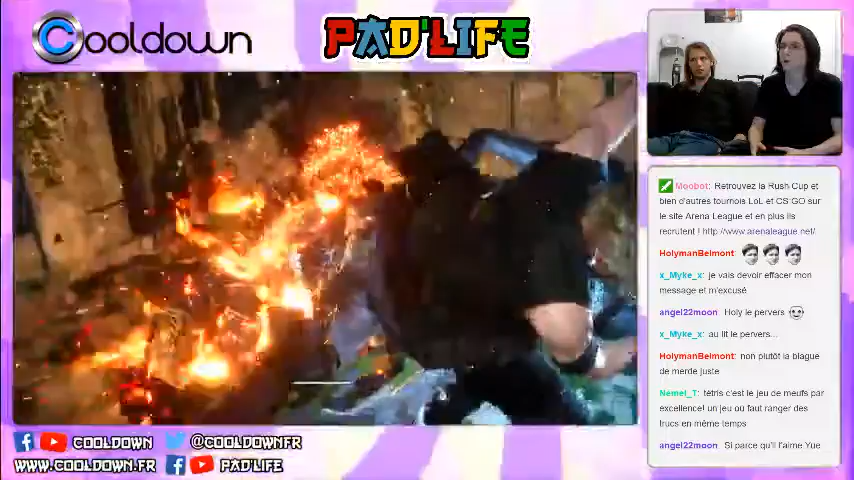 Cooldown
PAD'LIFE
Moobot: Retrouvez la Rush Cup et
bien d'autres tournois LoL et CS GO sur
le site Arena League et en plus ils
recrutent ! http://www.arenaleague.net/
HolymanBelmont:
x_Myke_x: je vais devoir effacer mon
message et m'excusé
angel22moon: Holy le pervers
x_Myke_x: au lit le pervers...
HolymanBelmont: non plutôt la blague
de merde juste
Nemel_T: tétris c'est le jeu de meufs par
excellence! un jeu ou faut ranger des
trucs en même temps
angel22moon: Si parce qu'il l'aime Yue
COOLDOWN @COOLDOWNFR
WWW.COOLDOWN.FR PAD'LIFE